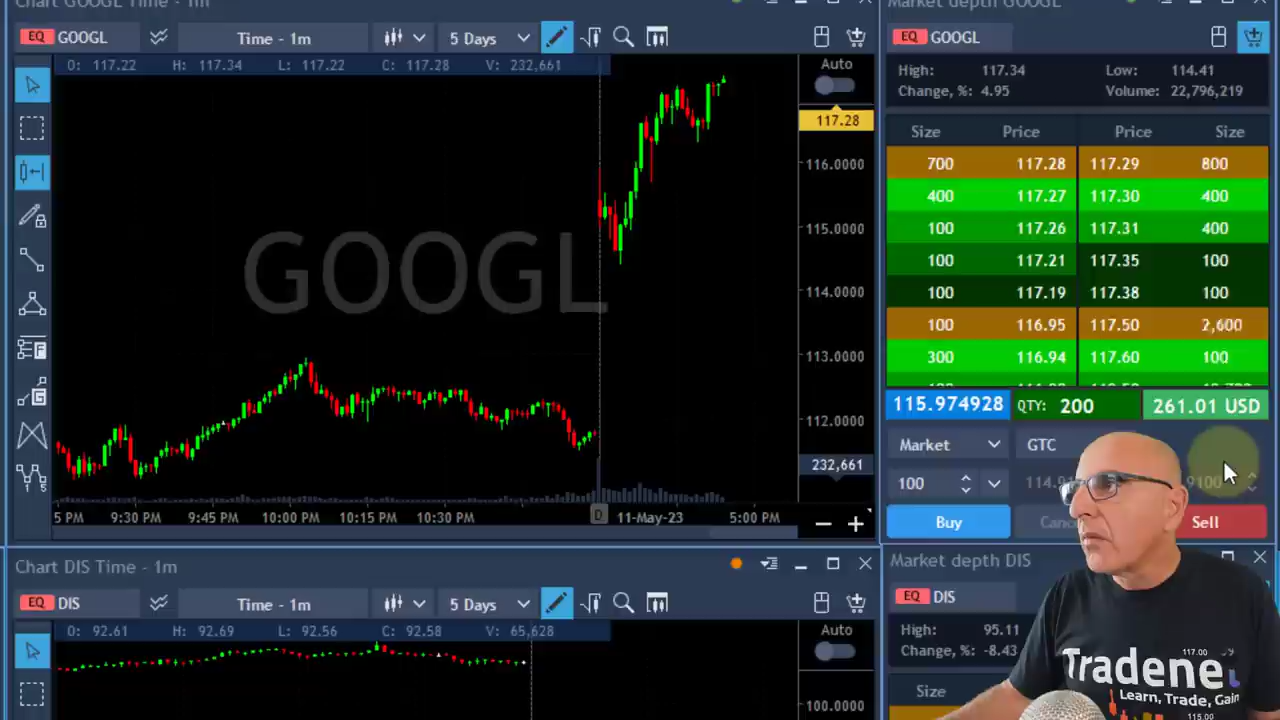 Chart GOOGL Time - 1m
EQ GOOGL Time - 1m 5 Days
O: 117.22 H: 117.34 L: 117.22 C: 117.28 V: 232,661
Auto
117.28
116.0000
115.0000
114.0000
113.0000
112.0000
232,661
GOOGL
5 PM 9:30 PM 9:45 PM 10:00 PM 10:15 PM 10:30 PM D 11-May-23 5:00 PM
Market depth GOOGL
EQ GOOGL
High: 117.34 Low: 114.41
Change, %: 4.95 Volume: 22,796,219
Size Price Price Size
700 117.28 117.29 800
400 117.27 117.30 400
100 117.26 117.31 400
100 117.21 117.35 100
100 117.19 117.38 100
100 116.95 117.50 2,600
300 116.94 117.60 100
115.974928 QTY: 200 261.01 USD
Market GTC
100
Buy Sell
Chart DIS Time - 1m
EQ DIS Time - 1m 5 Days
O: 92.61 H: 92.69 L: 92.56 C: 92.58 V: 65,628
Auto
100.0000
Market depth DIS
EQ DIS
High: 95.11
Change, %: -8.43
Size
Tradenet
Learn, Trade, Gain
117.00
115.00